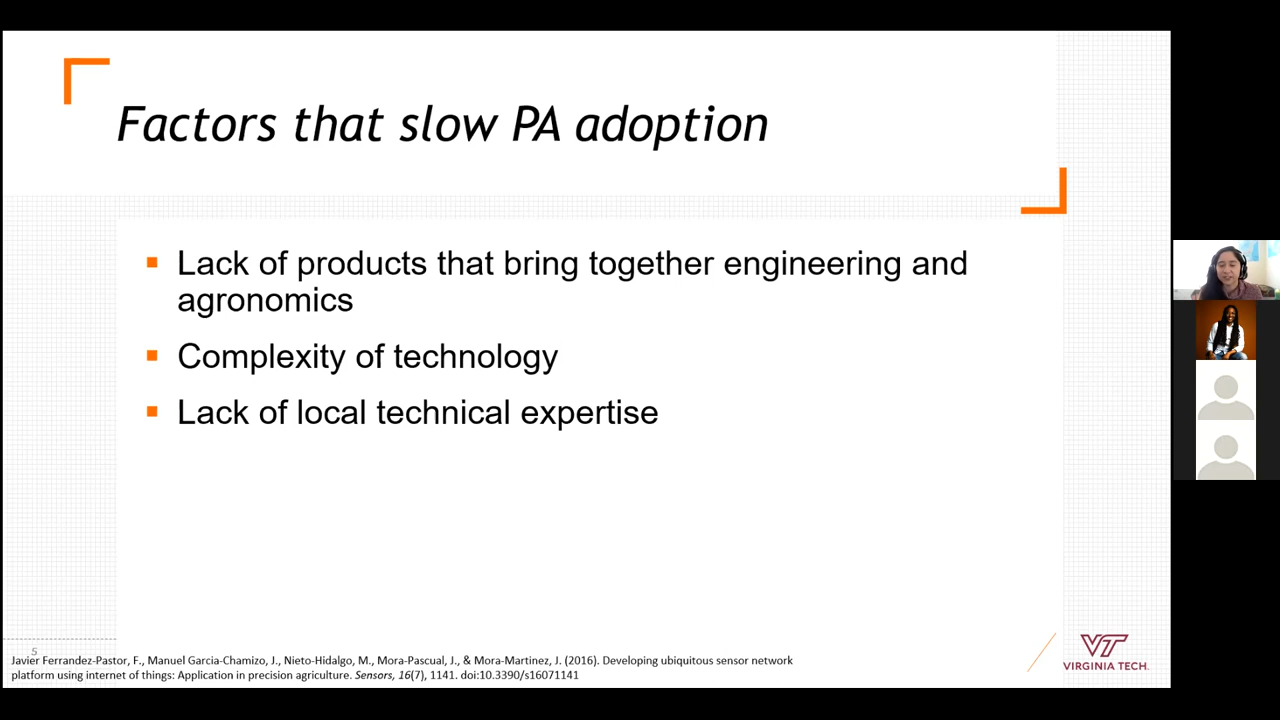 Factors that slow PA adoption
Lack of products that bring together engineering and
agronomics
Complexity of technology
Lack of local technical expertise
5
Javier Ferrandez-Pastor, F., Manuel Garcia-Chamizo, J., Nieto-Hidalgo, M., Mora-Pascual, J., & Mora-Martinez, J. (2016). Developing ubiquitous sensor network
platform using internet of things: Application in precision agriculture. Sensors, 16(7), 1141. doi:10.3390/s16071141
VT
VIRGINIA TECH.